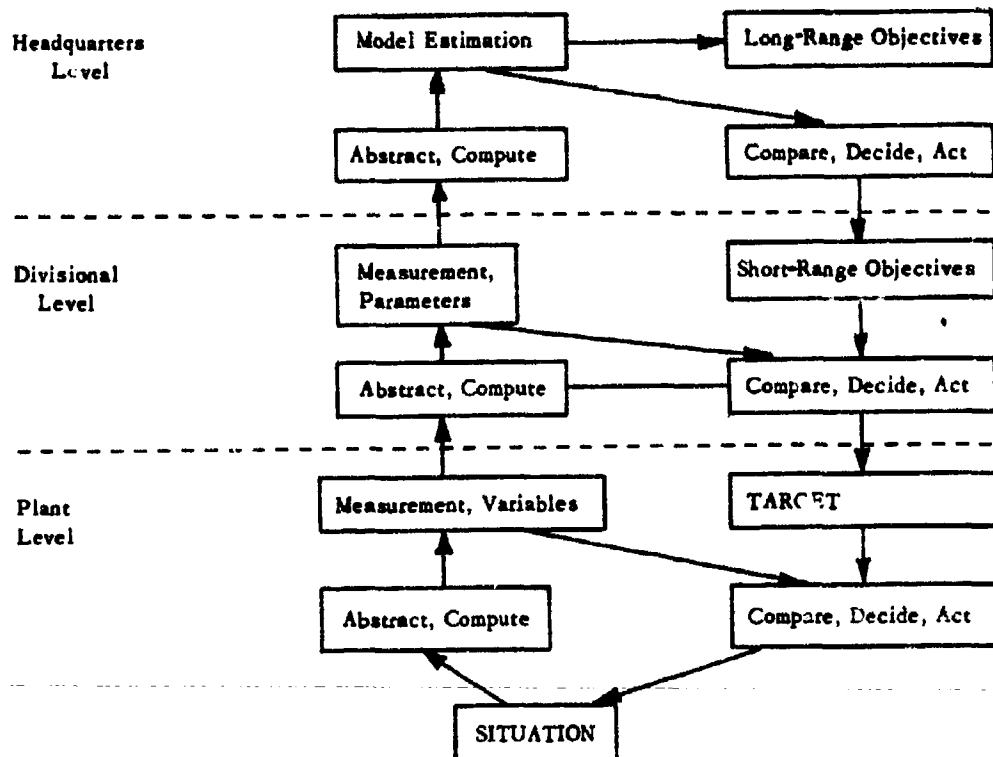 Headquarters
Level
Model Estimation
Long-Range Objectives
Abstract, Compute
Compare, Decide, Act
Divisional
Level
Measurement,
Parameters
Short-Range Objectives
Abstract, Compute
Compare, Decide, Act
Plant
Level
Measurement, Variables
TARGET
Abstract, Compute
Compare, Decide, Act
SITUATION